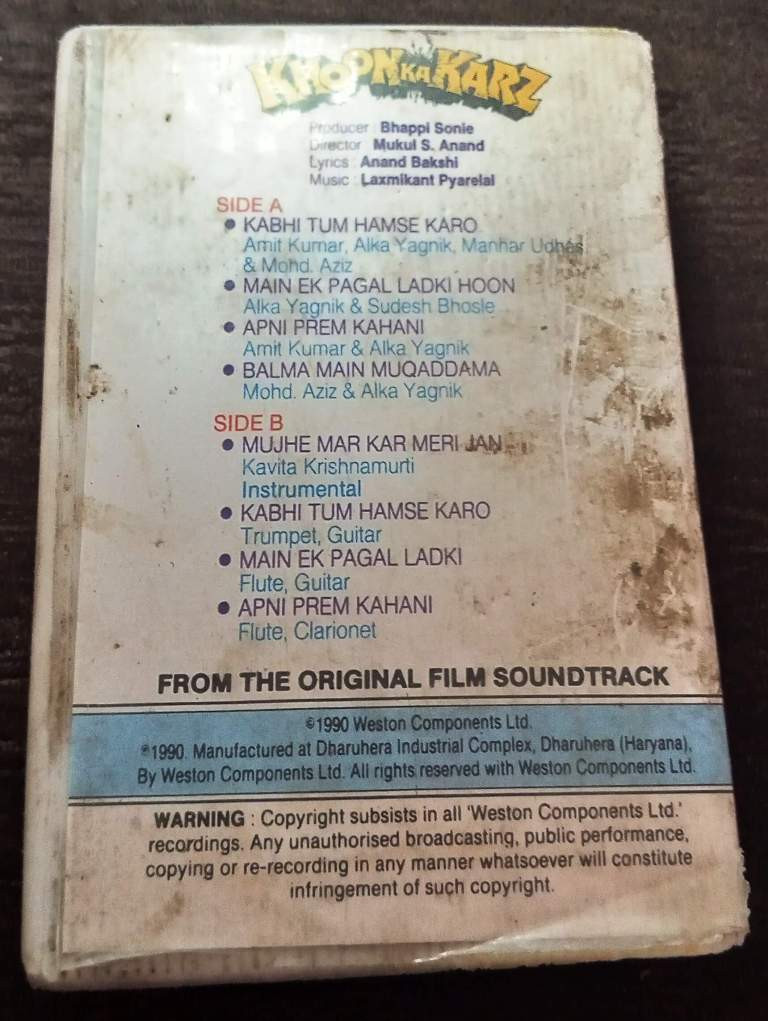 KHOON KA KARZ
Producer : Bhappi Sonie
Director : Mukul S. Anand
Lyrics : Anand Bakshi
Music : Laxmikant Pyarelal
SIDE A
• KABHI TUM HAMSE KARO
Amit Kumar, Alka Yagnik, Manhar Udhas
& Mohd. Aziz
• MAIN EK PAGAL LADKI HOON
Alka Yagnik & Sudesh Bhosle
• APNI PREM KAHANI
Amit Kumar & Alka Yagnik
• BALMA MAIN MUQADDAMA
Mohd. Aziz & Alka Yagnik
SIDE B
• MUJHE MAR KAR MERI JAN
Kavita Krishnamurti
Instrumental
• KABHI TUM HAMSE KARO
Trumpet, Guitar
• MAIN EK PAGAL LADKI
Flute, Guitar
• APNI PREM KAHANI
Flute, Clarionet
FROM THE ORIGINAL FILM SOUNDTRACK
©1990 Weston Components Ltd.
℗1990. Manufactured at Dharuhera Industrial Complex, Dharuhera (Haryana),
By Weston Components Ltd. All rights reserved with Weston Components Ltd.
WARNING : Copyright subsists in all 'Weston Components Ltd.'
recordings. Any unauthorised broadcasting, public performance,
copying or re-recording in any manner whatsoever will constitute
infringement of such copyright.